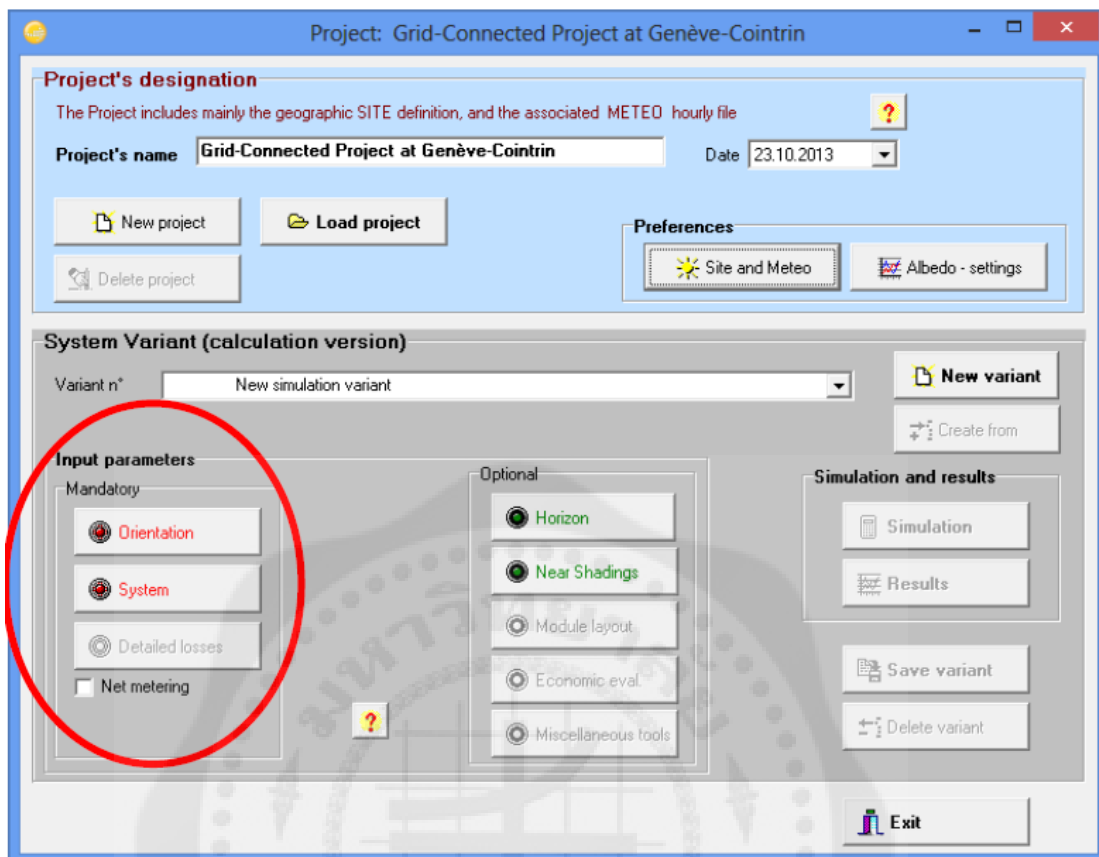 Project: Grid-Connected Project at Genève-Cointrin
Project's designation
The Project includes mainly the geographic SITE definition, and the associated METEO hourly file
?
Project's name
Grid-Connected Project at Genève-Cointrin
Date
23.10.2013
New project
Load project
Delete project
Preferences
Site and Meteo
Albedo - settings
System Variant (calculation version)
Variant n°
New simulation variant
New variant
Create from
Input parameters
Mandatory
Orientation
System
Detailed losses
Net metering
?
Optional
Horizon
Near Shadings
Module layout
Economic eval.
Miscellaneous tools
Simulation and results
Simulation
Results
Save variant
Delete variant
Exit